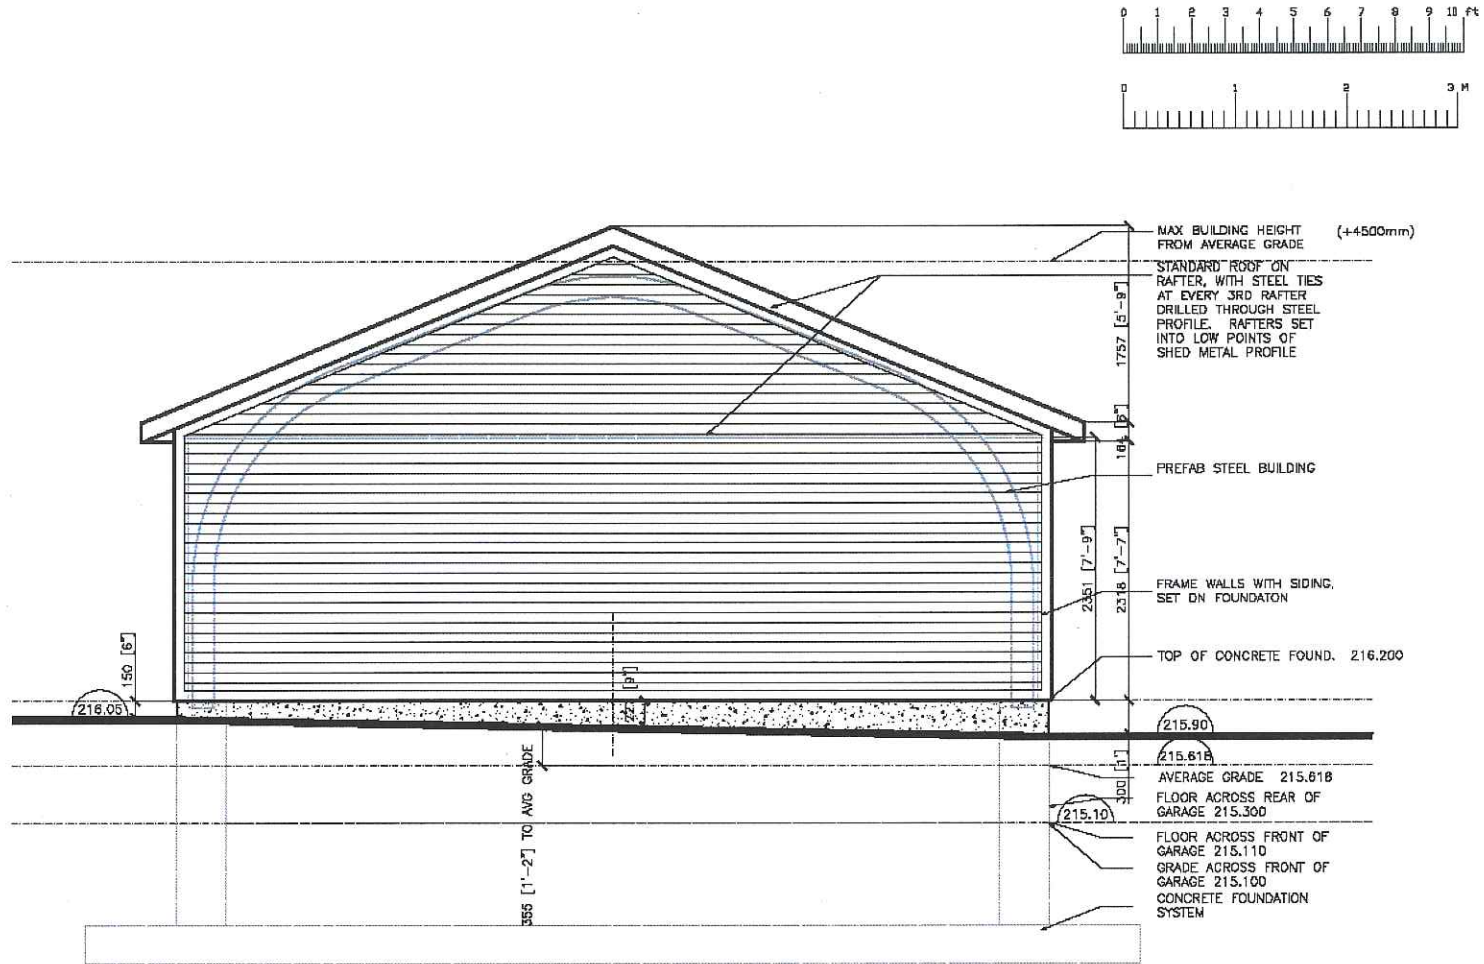 0 1 2 3 4 5 6 7 8 9 10 ft
0 1 2 3 M
MAX BUILDING HEIGHT (+4500mm)
FROM AVERAGE GRADE
STANDARD ROOF ON
RAFTER, WITH STEEL TIES
AT EVERY 3RD RAFTER
DRILLED THROUGH STEEL
PROFILE. RAFTERS SET
INTO LOW POINTS OF
SHED METAL PROFILE
1757 [5'-9"]
[6"]
PREFAB STEEL BUILDING
2351 [7'-9"]
2318 [7'-7"]
FRAME WALLS WITH SIDING,
SET ON FOUNDATON
TOP OF CONCRETE FOUND. 216.200
150 [6"]
216.05
[9"]
215.90
215.618
300 [1']
AVERAGE GRADE 215.618
FLOOR ACROSS REAR OF
GARAGE 215.300
215.10
FLOOR ACROSS FRONT OF
GARAGE 215.110
GRADE ACROSS FRONT OF
GARAGE 215.100
CONCRETE FOUNDATION
SYSTEM
355 [1'-2"] TO AVG GRADE